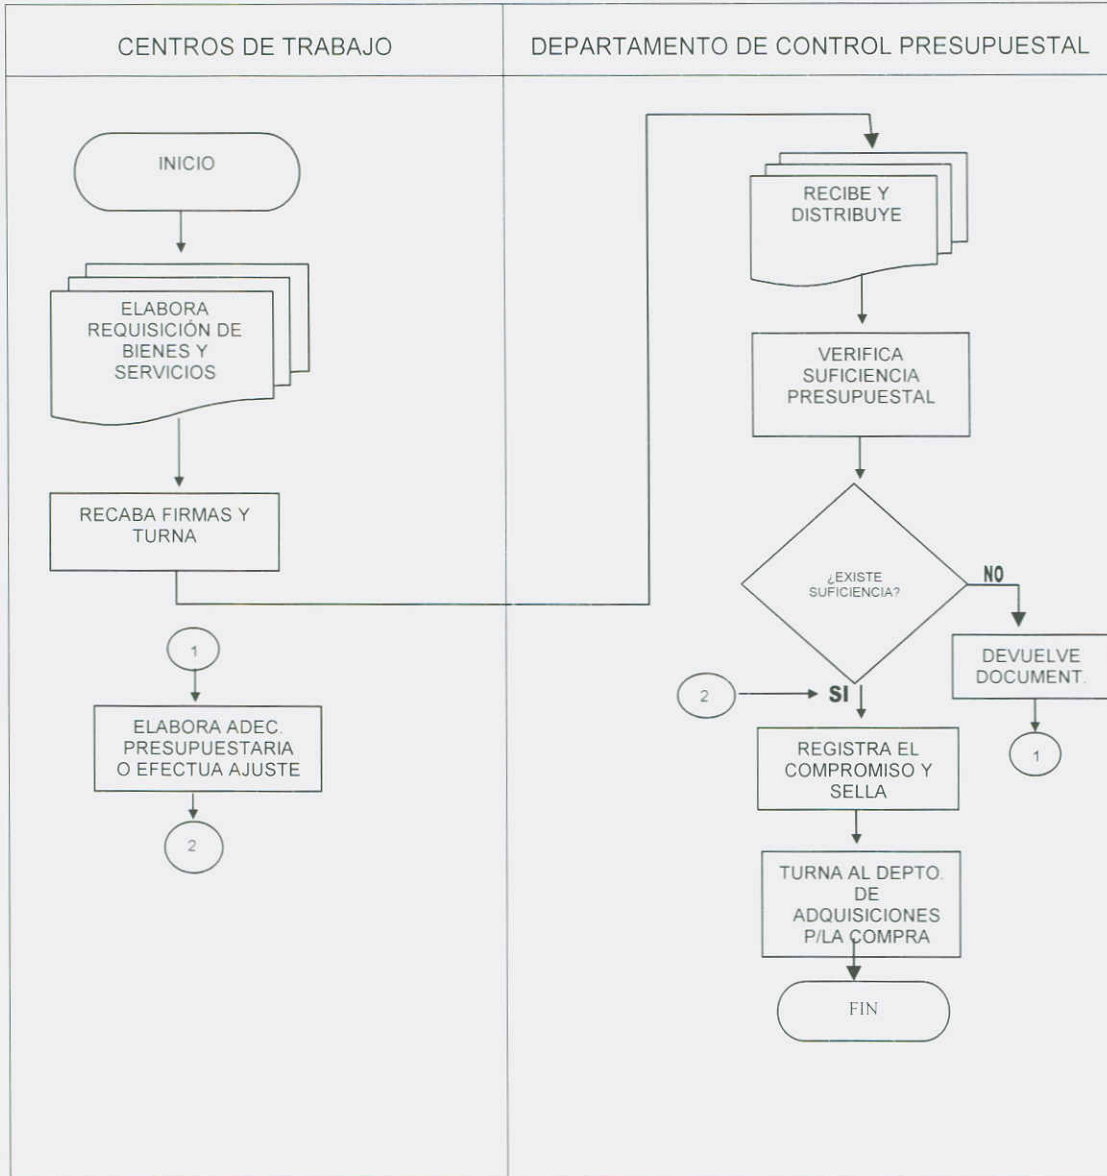 CENTROS DE TRABAJO
DEPARTAMENTO DE CONTROL PRESUPUESTAL
INICIO
ELABORA
REQUISICIÓN DE
BIENES Y
SERVICIOS
RECABA FIRMAS Y
TURNA
1
ELABORA ADEC.
PRESUPUESTARIA
O EFECTUA AJUSTE
2
RECIBE Y
DISTRIBUYE
VERIFICA
SUFICIENCIA
PRESUPUESTAL
¿EXISTE
SUFICIENCIA?
NO
DEVUELVE
DOCUMENT.
1
2
SI
REGISTRA EL
COMPROMISO Y
SELLA
TURNA AL DEPTO.
DE
ADQUISICIONES
P/LA COMPRA
FIN